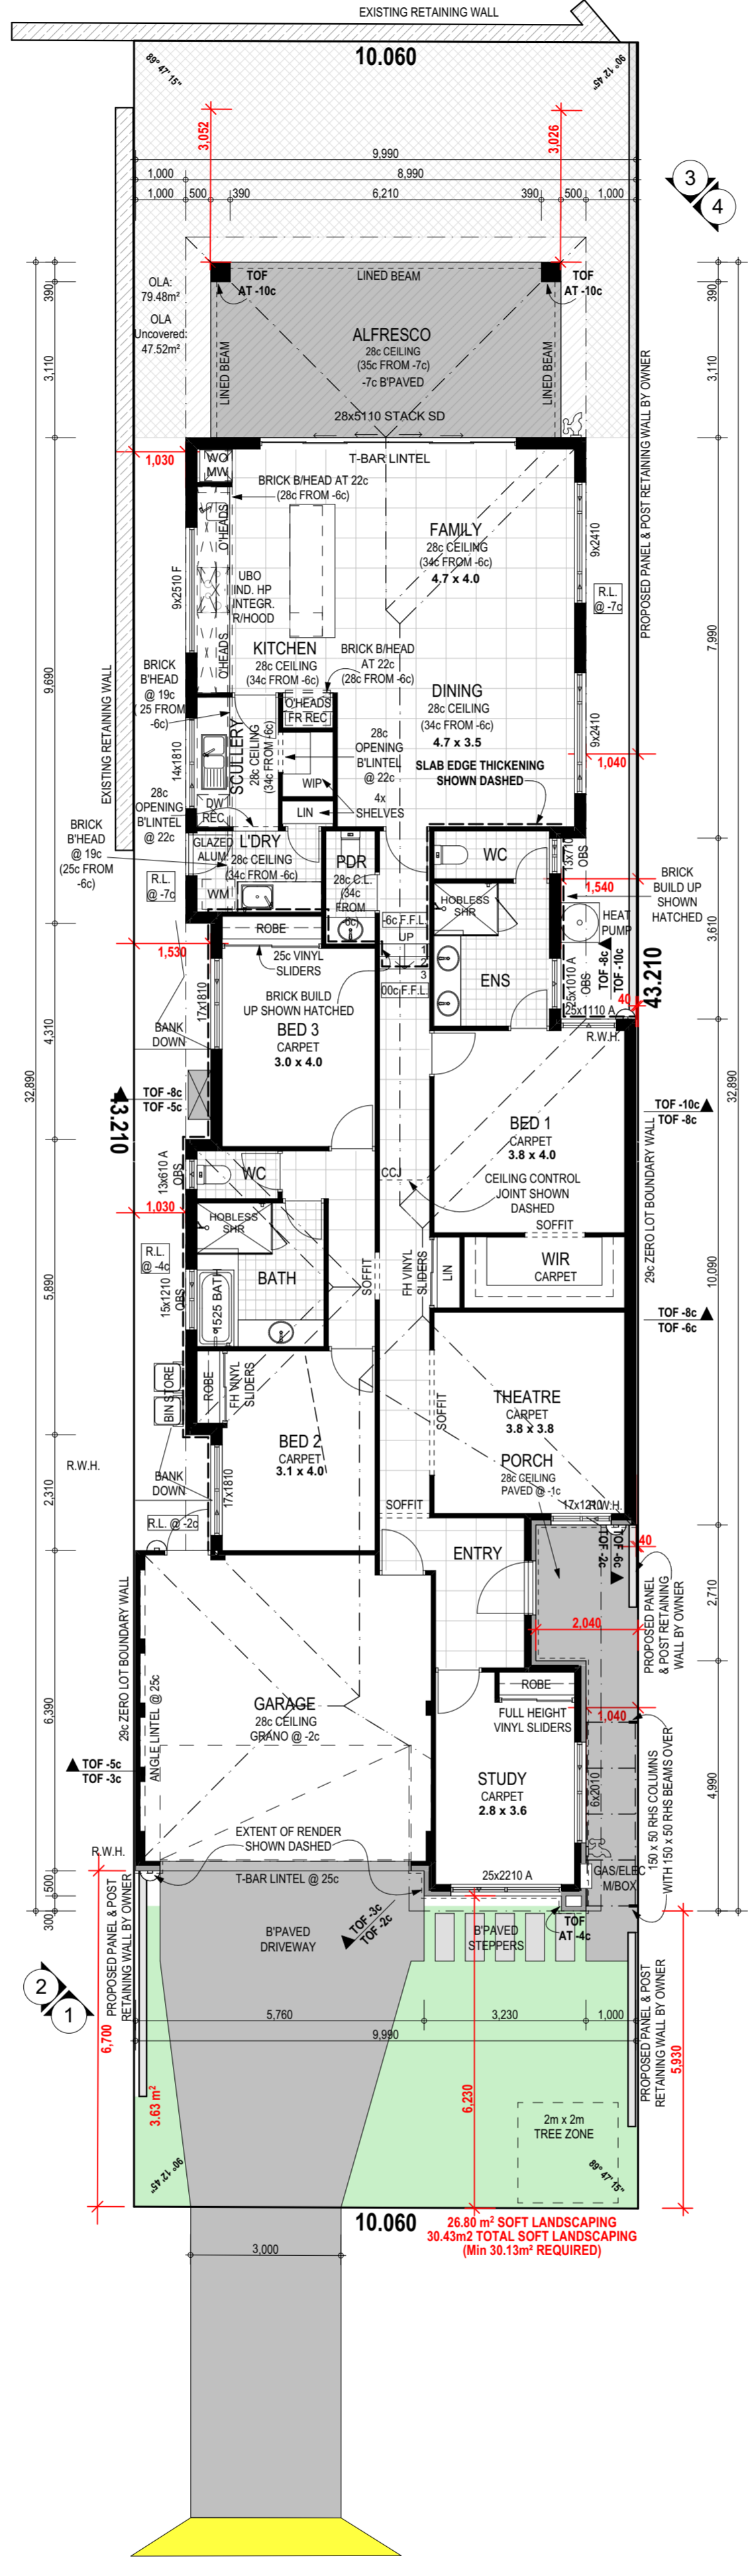 EXISTING RETAINING WALL
10.060
89° 47' 15"
90° 12' 45"
3,052
3,026
9,990
1,000
8,990
1,000
500
390
6,210
390
500
1,000
3
4
OLA:
79.48m²
OLA
Uncovered:
47.52m²
TOF
AT -10c
LINED BEAM
TOF
AT -10c
390
390
LINED BEAM
ALFRESCO
28c CEILING
(35c FROM -7c)
-7c B'PAVED
LINED BEAM
3,110
3,110
28x5110 STACK SD
T-BAR LINTEL
1,030
WO
MW
BRICK B/HEAD AT 22c
(28c FROM -6c)
O'HEADS
FAMILY
28c CEILING
(34c FROM -6c)
4.7 x 4.0
9x2410
PROPOSED PANEL & POST RETAINING WALL BY OWNER
9x2510 F
UBO
IND. HP
INTEGR.
R/HOOD
R.L.
@ -7c
7,990
O'HEADS
KITCHEN
28c CEILING
(34c FROM -6c)
BRICK B/HEAD
AT 22c
(28c FROM -6c)
BRICK
B'HEAD
@ 19c
( 25 FROM
-6c)
9,690
EXISTING RETAINING WALL
O'HEADS
FR REC
DINING
28c CEILING
(34c FROM -6c)
4.7 x 3.5
9x2410
14x1810
SCULLERY
28c CEILING
(34c FROM -6c)
28c
OPENING
B'LINTEL
@ 22c
1,040
SLAB EDGE THICKENING
SHOWN DASHED
WIP
4x
SHELVES
28c
OPENING
B'LINTEL
@ 22c
DW
REC
LIN
BRICK
B'HEAD
@ 19c
(25c FROM
-6c)
GLAZED
ALUM.
L'DRY
28c CEILING
(34c FROM -6c)
WM
R.L.
@ -7c
PDR
28c C.L.
(34c
FROM
-6c)
WC
13x710
OBS
1,540
BRICK
BUILD UP
SHOWN
HATCHED
HOBLESS
SHR
HEAT
PUMP
TOF -8c
TOF -10c
3,610
43.210
ROBE
25c VINYL
SLIDERS
-6c F.F.L.
UP
1
2
3
00c F.F.L.
ENS
25x1010 A
OBS
25x1110 A
40
R.W.H.
1,530
17x1810
BANK
DOWN
BRICK BUILD
UP SHOWN HATCHED
BED 3
CARPET
3.0 x 4.0
4,310
32,890
32,890
TOF -8c
TOF -5c
43.210
TOF -10c
TOF -8c
BED 1
CARPET
3.8 x 4.0
CEILING CONTROL
JOINT SHOWN
DASHED
SOFFIT
CCJ
29c ZERO LOT BOUNDARY WALL
13x610 A
OBS
WC
1,030
HOBLESS
SHR
R.L.
@ -4c
15x1210
OBS
1525 BATH
BATH
SOFFIT
FH VINYL
SLIDERS
LIN
WIR
CARPET
10,090
5,890
TOF -8c
TOF -6c
BIN STORE
ROBE
FH VINYL
SLIDERS
SOFFIT
THEATRE
CARPET
3.8 x 3.8
BED 2
CARPET
3.1 x 4.0
PORCH
28c CEILING
PAVED @ -1c
R.W.H.
BANK
DOWN
17x1810
2,310
R.L. @ -2c
SOFFIT
R.W.H.
TOF -6c
TOF -2c
40
ENTRY
29c ZERO LOT BOUNDARY WALL
2,040
PROPOSED PANEL
& POST RETAINING
WALL BY OWNER
2,710
ANGLE LINTEL @ 25c
GARAGE
28c CEILING
GRANO @ -2c
6,390
ROBE
FULL HEIGHT
VINYL SLIDERS
1,040
TOF -5c
TOF -3c
STUDY
CARPET
2.8 x 3.6
6x2010
150 x 50 RHS COLUMNS
WITH 150 x 50 RHS BEAMS OVER
4,990
EXTENT OF RENDER
SHOWN DASHED
R.W.H.
T-BAR LINTEL @ 25c
25x2210 A
GAS/ELEC
M/BOX
500
300
PROPOSED PANEL & POST
RETAINING WALL BY OWNER
B'PAVED
DRIVEWAY
TOF -3c
TOF -2c
B'PAVED
STEPPERS
TOF
AT -4c
2
1
5,760
3,230
1,000
9,990
6,700
6,230
5,930
PROPOSED PANEL & POST
RETAINING WALL BY OWNER
3.63 m²
2m x 2m
TREE ZONE
90° 12' 45"
89° 47' 15"
10.060
26.80 m² SOFT LANDSCAPING
30.43m2 TOTAL SOFT LANDSCAPING
(Min 30.13m² REQUIRED)
3,000